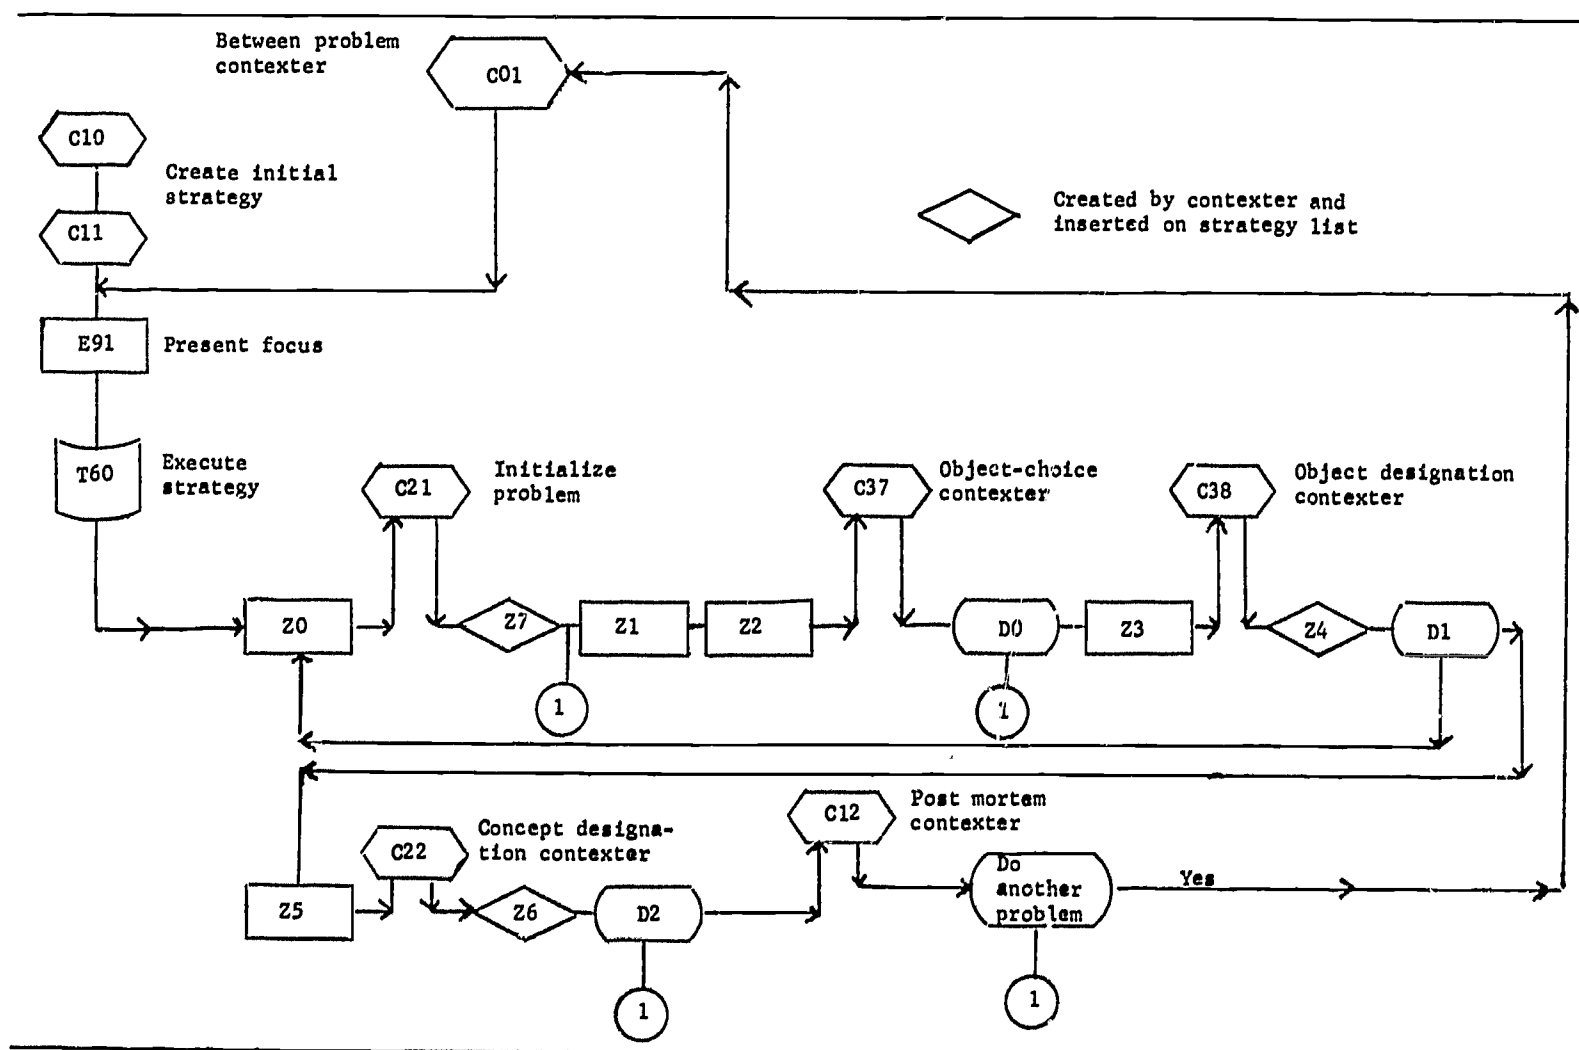 Between problem
contexter
C01
C10
Create initial
strategy
C11
Created by contexter and
inserted on strategy list
E91
Present focus
T60
Execute
strategy
C21
Initialize
problem
C37
Object-choice
contexter
C38
Object designation
contexter
Z0
Z7
Z1
Z2
D0
Z3
Z4
D1
1
1
C22
Concept designa-
tion contexter
C12
Post mortem
contexter
Z5
Z6
D2
Do
another
problem
Yes
1
1